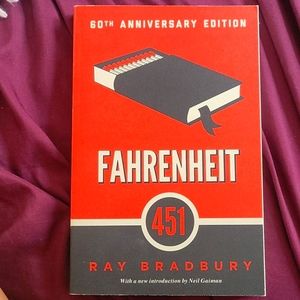 60TH ANNIVERSARY EDITION
FAHRENHEIT
451
RAY BRADBURY
With a new introduction by Neil Gaiman